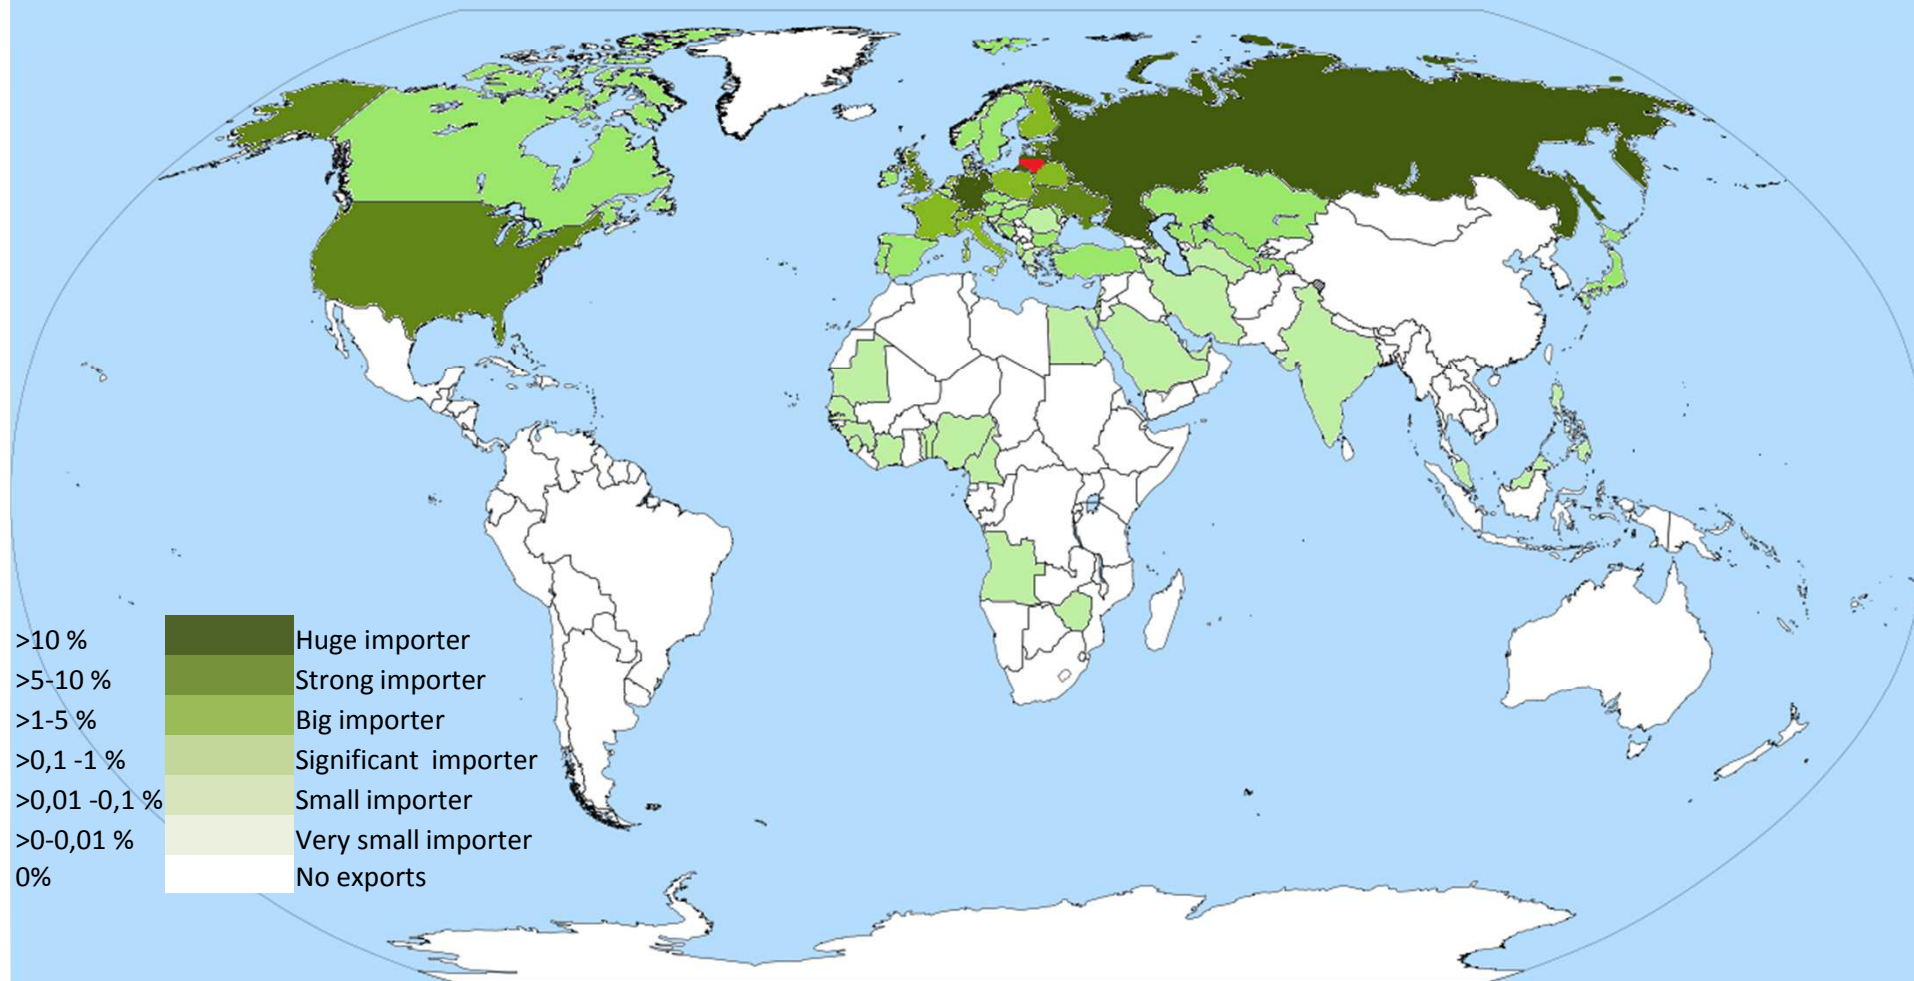 >10 % Huge importer
>5-10 % Strong importer
>1-5 % Big importer
>0,1 -1 % Significant importer
>0,01 -0,1 % Small importer
>0-0,01 % Very small importer
0% No exports